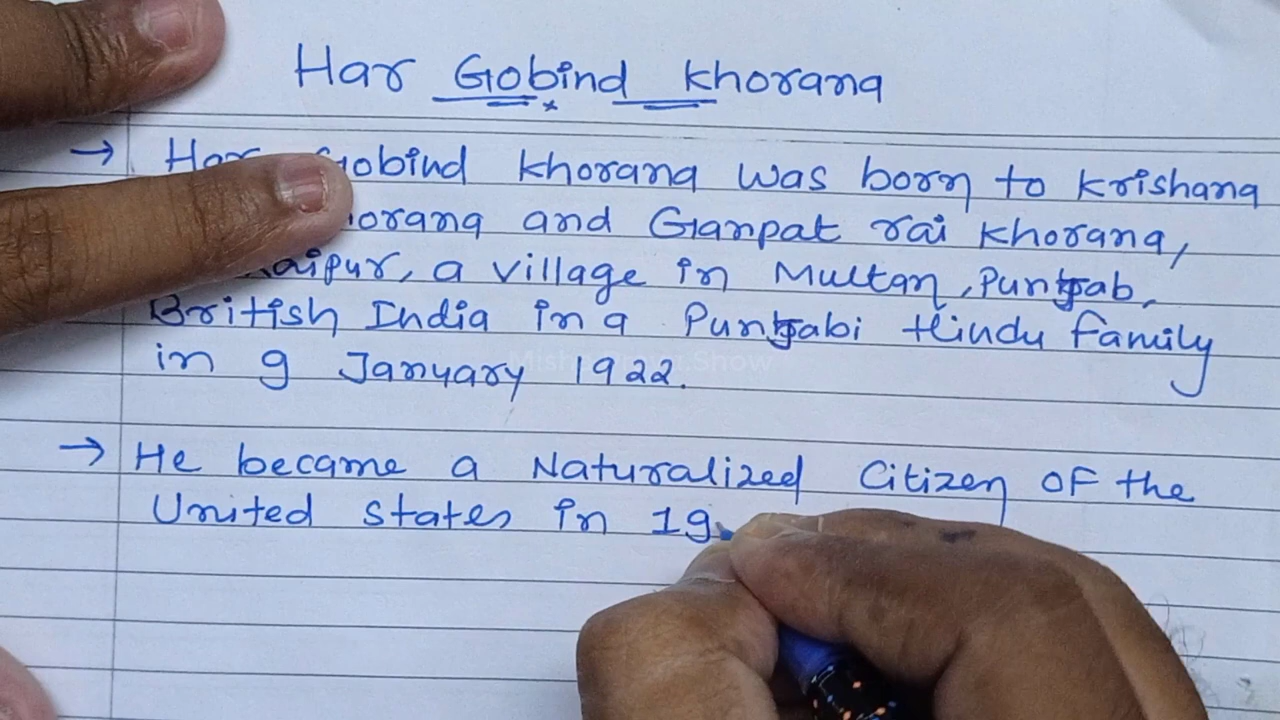 Har Gobind Khorana
→ Har Gobind Khorana was born to Krishana
orana and Ganpat rai Khorana,
aipur, a village in Multan, Punjab,
British India in a Punjabi Hindu family
in 9 January 1922.
→ He became a Naturalized Citizen OF the
United States in 19